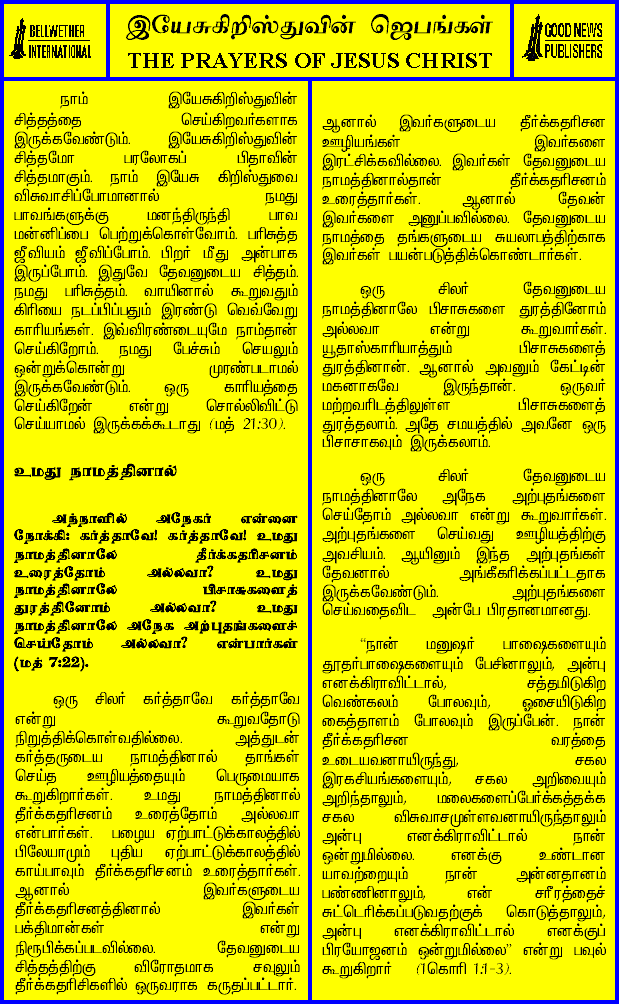 BELLWETHER
INTERNATIONAL
இயேசுகிறிஸ்துவின் ஜெபங்கள்
THE PRAYERS OF JESUS CHRIST
GOOD NEWS
PUBLISHERS
நாம் இயேசுகிறிஸ்துவின்
சித்தத்தை செய்கிறவர்களாக
இருக்கவேண்டும். இயேசுகிறிஸ்துவின்
சித்தமோ பரலோகப் பிதாவின்
சித்தமாகும். நாம் இயேசு கிறிஸ்துவை
விசுவாசிப்போமானால் நமது
பாவங்களுக்கு மனந்திருந்தி பாவ
மன்னிப்பை பெற்றுக்கொள்வோம். பரிசுத்த
ஜீவியம் ஜீவிப்போம். பிறர் மீது அன்பாக
இருப்போம். இதுவே தேவனுடைய சித்தம்.
நமது பரிசுத்தம். வாயினால் கூறுவதும்
கிரியை நடப்பிப்பதும் இரண்டு வெவ்வேறு
காரியங்கள். இவ்விரண்டையுமே நாம்தான்
செய்கிறோம். நமது பேச்சும் செயலும்
ஒன்றுக்கொன்று முரண்படாமல்
இருக்கவேண்டும். ஒரு காரியத்தை
செய்கிறேன் என்று சொல்லிவிட்டு
செய்யாமல் இருக்கக்கூடாது (மத் 21:30).
உமது நாமத்தினால்
அந்நாளில் அநேகர் என்னை
நோக்கி: கர்த்தாவே! கர்த்தாவே! உமது
நாமத்தினாலே தீர்க்கதரிசனம்
உரைத்தோம் அல்லவா? உமது
நாமத்தினாலே பிசாசுகளைத்
துரத்தினோம் அல்லவா? உமது
நாமத்தினாலே அநேக அற்புதங்களைச்
செய்தோம் அல்லவா? என்பார்கள்
(மத் 7:22).
ஒரு சிலர் கர்த்தாவே கர்த்தாவே
என்று கூறுவதோடு
நிறுத்திக்கொள்வதில்லை. அத்துடன்
கர்த்தருடைய நாமத்தினால் தாங்கள்
செய்த ஊழியத்தையும் பெருமையாக
கூறுகிறார்கள். உமது நாமத்தினால்
தீர்க்கதரிசனம் உரைத்தோம் அல்லவா
என்பார்கள். பழைய ஏற்பாட்டுக்காலத்தில்
பிலேயாமும் புதிய ஏற்பாட்டுக்காலத்தில்
காய்பாவும் தீர்க்கதரிசனம் உரைத்தார்கள்.
ஆனால் இவர்களுடைய
தீர்க்கதரிசனத்தினால் இவர்கள்
பக்திமான்கள் என்று
நிரூபிக்கப்படவில்லை. தேவனுடைய
சித்தத்திற்கு விரோதமாக சவுலும்
தீர்க்கதரிசிகளில் ஒருவராக கருதப்பட்டார்.
ஆனால் இவர்களுடைய தீர்க்கதரிசன
ஊழியங்கள் இவர்களை
இரட்சிக்கவில்லை. இவர்கள் தேவனுடைய
நாமத்தினால்தான் தீர்க்கதரிசனம்
உரைத்தார்கள். ஆனால் தேவன்
இவர்களை அனுப்பவில்லை. தேவனுடைய
நாமத்தை தங்களுடைய சுயலாபத்திற்காக
இவர்கள் பயன்படுத்திக்கொண்டார்கள்.
ஒரு சிலர் தேவனுடைய
நாமத்தினாலே பிசாசுகளை துரத்தினோம்
அல்லவா என்று கூறுவார்கள்.
யூதாஸ்காரியாத்தும் பிசாசுகளைத்
துரத்தினான். ஆனால் அவனும் கேட்டின்
மகனாகவே இருந்தான். ஒருவர்
மற்றவரிடத்திலுள்ள பிசாசுகளைத்
துரத்தலாம். அதே சமயத்தில் அவனே ஒரு
பிசாசாகவும் இருக்கலாம்.
ஒரு சிலர் தேவனுடைய
நாமத்தினாலே அநேக அற்புதங்களை
செய்தோம் அல்லவா என்று கூறுவார்கள்.
அற்புதங்களை செய்வது ஊழியத்திற்கு
அவசியம். ஆயினும் இந்த அற்புதங்கள்
தேவனால் அங்கீகரிக்கப்பட்டதாக
இருக்கவேண்டும். அற்புதங்களை
செய்வதைவிட அன்பே பிரதானமானது.
“நான் மனுஷர் பாஷைகளையும்
தூதர்பாஷைகளையும் பேசினாலும், அன்பு
எனக்கிராவிட்டால், சத்தமிடுகிற
வெண்கலம் போலவும், ஓசையிடுகிற
கைத்தாளம் போலவும் இருப்பேன். நான்
தீர்க்கதரிசன வரத்தை
உடையவனாயிருந்து, சகல
இரகசியங்களையும், சகல அறிவையும்
அறிந்தாலும், மலைகளைப்பேர்க்கத்தக்க
சகல விசுவாசமுள்ளவனாயிருந்தாலும்
அன்பு எனக்கிராவிட்டால் நான்
ஒன்றுமில்லை. எனக்கு உண்டான
யாவற்றையும் நான் அன்னதானம்
பண்ணினாலும், என் சரீரத்தைச்
சுட்டெரிக்கப்படுவதற்குக் கொடுத்தாலும்,
அன்பு எனக்கிராவிட்டால் எனக்குப்
பிரயோஜனம் ஒன்றுமில்லை” என்று பவுல்
கூறுகிறார் (1கொரி 1:1-3).